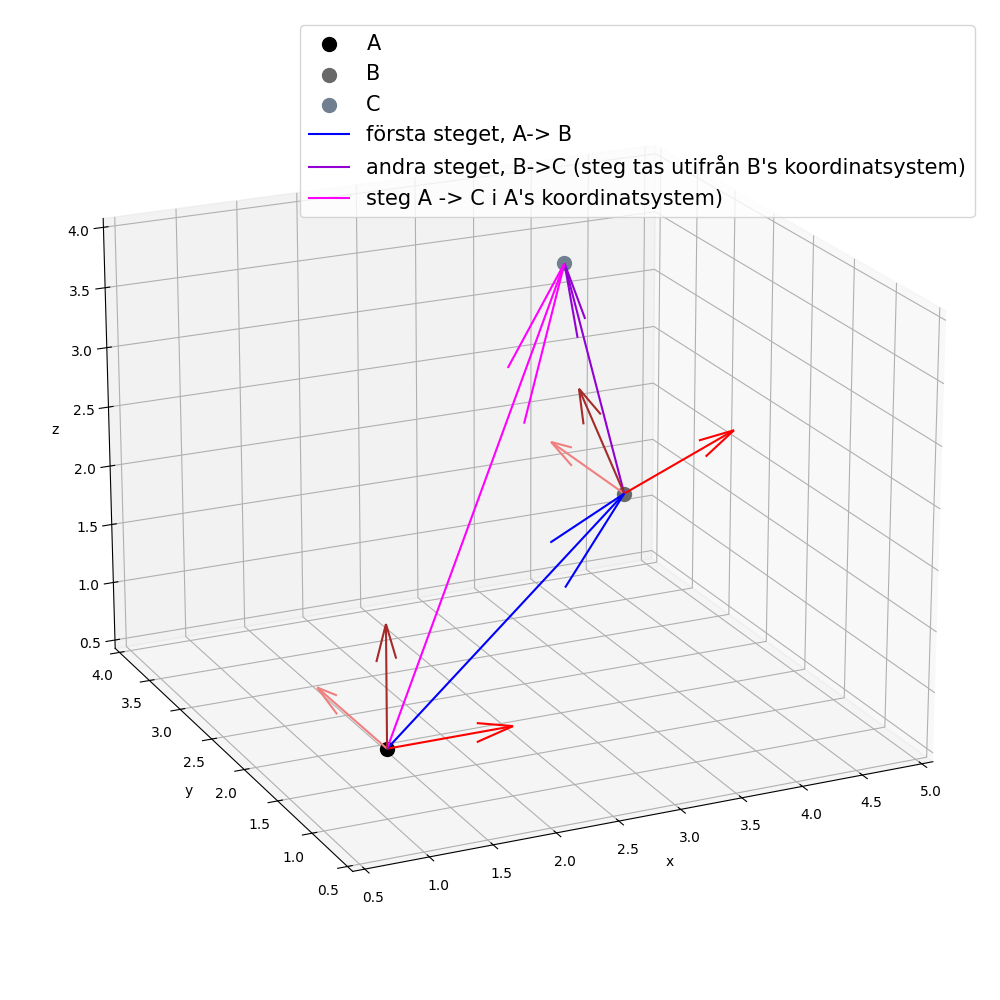 A
B
C
första steget, A-> B
andra steget, B->C (steg tas utifrån B's koordinatsystem)
steg A -> C i A's koordinatsystem)
4.0
3.5
3.0
2.5
z
2.0
1.5
1.0
0.5
4.0
3.5
3.0
2.5
y
2.0
1.5
1.0
0.5
0.5
1.0
1.5
2.0
2.5
x
3.0
3.5
4.0
4.5
5.0